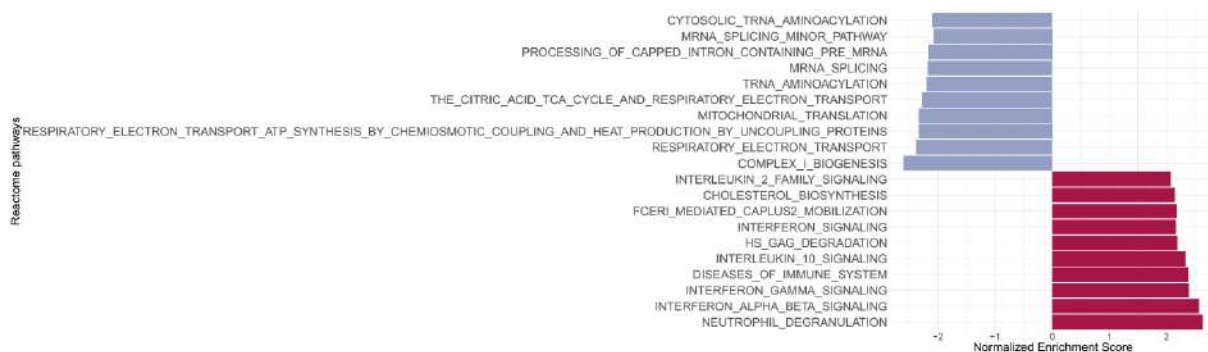 Reactome pathways
CYTOSOLIC_TRNA_AMINOACYLATION
MRNA_SPLICING_MINOR_PATHWAY
PROCESSING_OF_CAPPED_INTRON_CONTAINING_PRE_MRNA
MRNA_SPLICING
TRNA_AMINOACYLATION
THE_CITRIC_ACID_TCA_CYCLE_AND_RESPIRATORY_ELECTRON_TRANSPORT
MITOCHONDRIAL_TRANSLATION
RESPIRATORY_ELECTRON_TRANSPORT_ATP_SYNTHESIS_BY_CHEMIOSMOTIC_COUPLING_AND_HEAT_PRODUCTION_BY_UNCOUPLING_PROTEINS
RESPIRATORY_ELECTRON_TRANSPORT
COMPLEX_I_BIOGENESIS
INTERLEUKIN_2_FAMILY_SIGNALING
CHOLESTEROL_BIOSYNTHESIS
FCERI_MEDIATED_CAPLUS2_MOBILIZATION
INTERFERON_SIGNALING
HS_GAG_DEGRADATION
INTERLEUKIN_10_SIGNALING
DISEASES_OF_IMMUNE_SYSTEM
INTERFERON_GAMMA_SIGNALING
INTERFERON_ALPHA_BETA_SIGNALING
NEUTROPHIL_DEGRANULATION
−2 −1 0 1 2
Normalized Enrichment Score